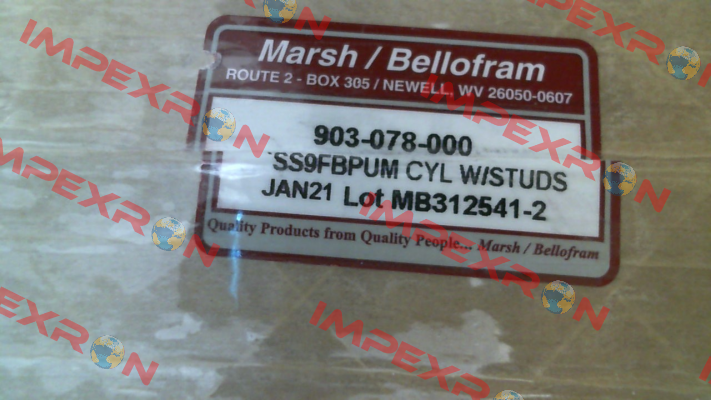 Marsh / Bellofram
ROUTE 2 - BOX 305 / NEWELL, WV 26050-0607
903-078-000
SS9FBPUM CYL W/STUDS
JAN21 Lot MB312541-2
Quality Products from Quality People... Marsh / Bellofram
IMPEXRON
IMPEXRON
IMPEXRON
IMPEXRON
IMPEXRON
IMPEXRON